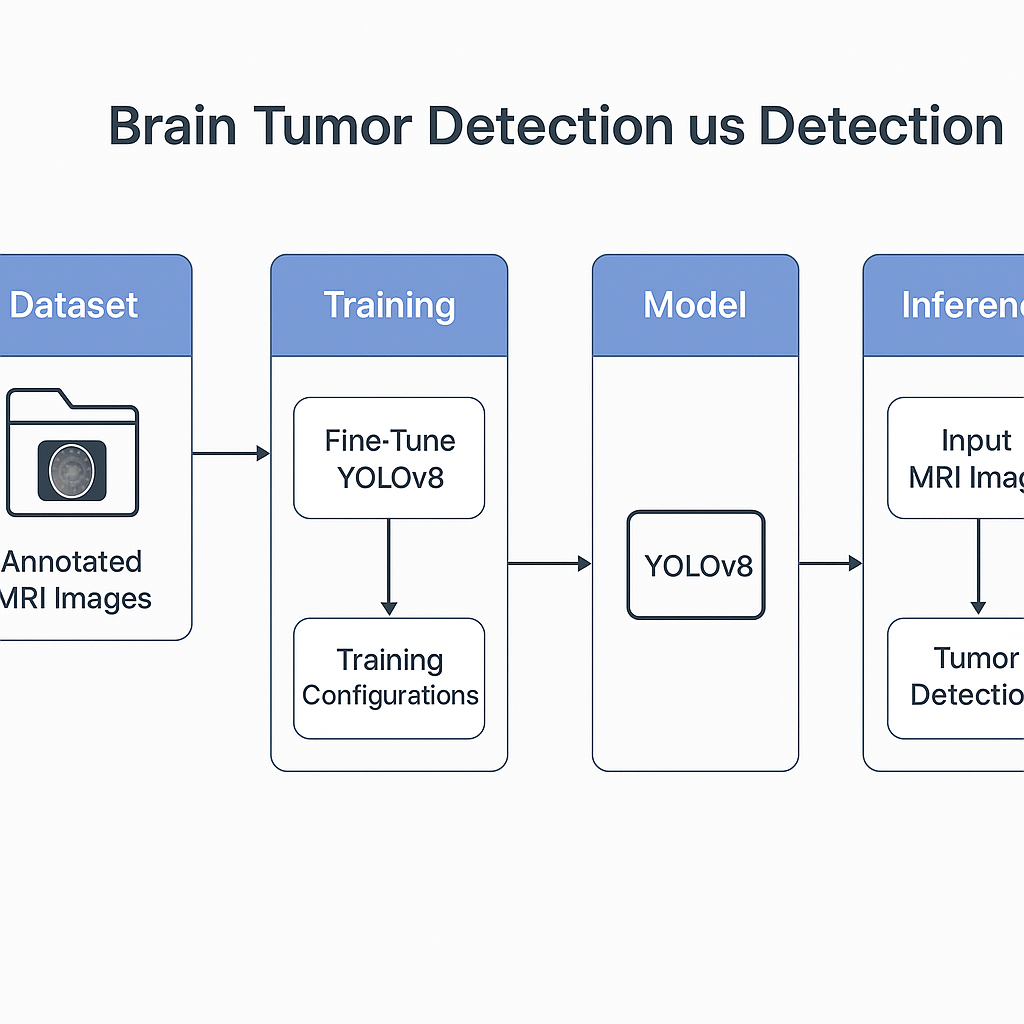 Brain Tumor Detection us Detection
Dataset
Annotated
MRI Images
Training
Fine-Tune
YOLOv8
Training
Configurations
Model
YOLOv8
Inferenc
Input
MRI Imag
Tumor
Detectio